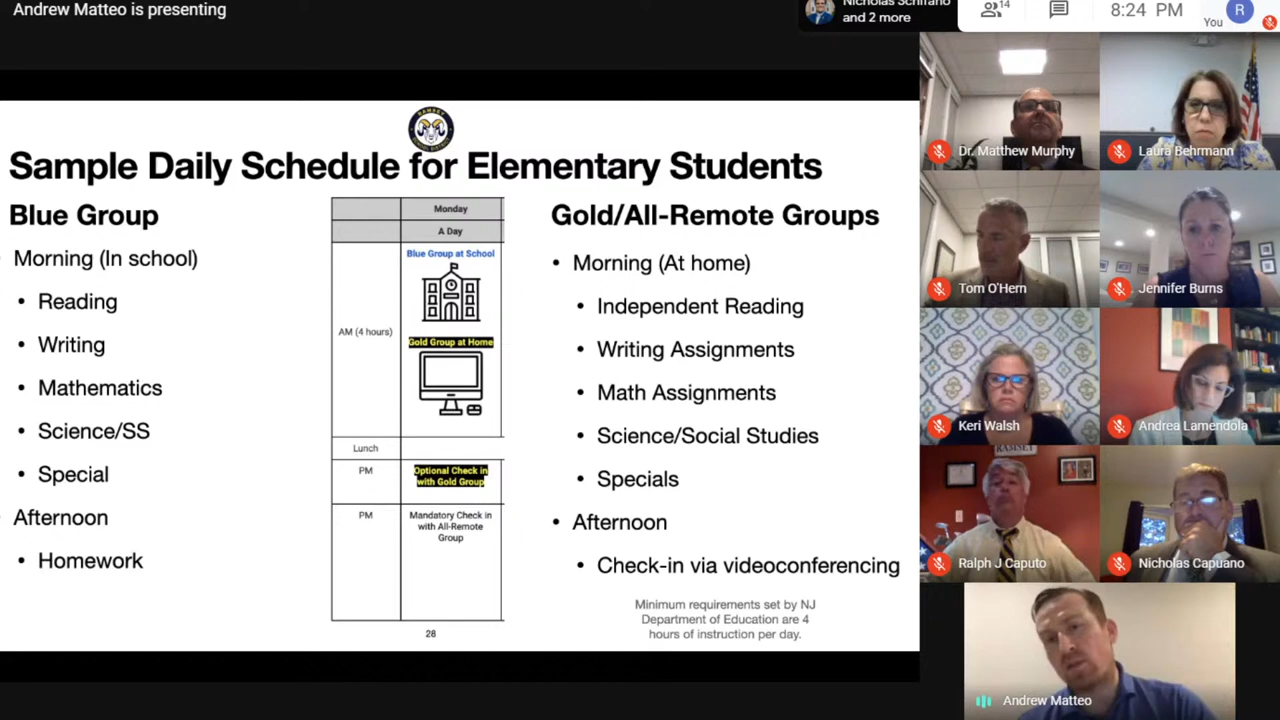 Andrew Matteo is presenting
Nicholas Schifano
and 2 more
14
8:24 PM
You
R
RAMSEY
SCHOOL DISTRICT
Sample Daily Schedule for Elementary Students
Blue Group
Morning (In school)
• Reading
• Writing
• Mathematics
• Science/SS
• Special
Afternoon
• Homework
Monday
A Day
Blue Group at School
AM (4 hours)
Gold Group at Home
Lunch
PM
Optional Check in
with Gold Group
PM
Mandatory Check in
with All-Remote
Group
28
Gold/All-Remote Groups
• Morning (At home)
• Independent Reading
• Writing Assignments
• Math Assignments
• Science/Social Studies
• Specials
• Afternoon
• Check-in via videoconferencing
Minimum requirements set by NJ
Department of Education are 4
hours of instruction per day.
Dr. Matthew Murphy
Laura Behrmann
Tom O'Hern
Jennifer Burns
Keri Walsh
Andrea Lamendola
RAMSEY
Ralph J Caputo
Nicholas Capuano
Andrew Matteo